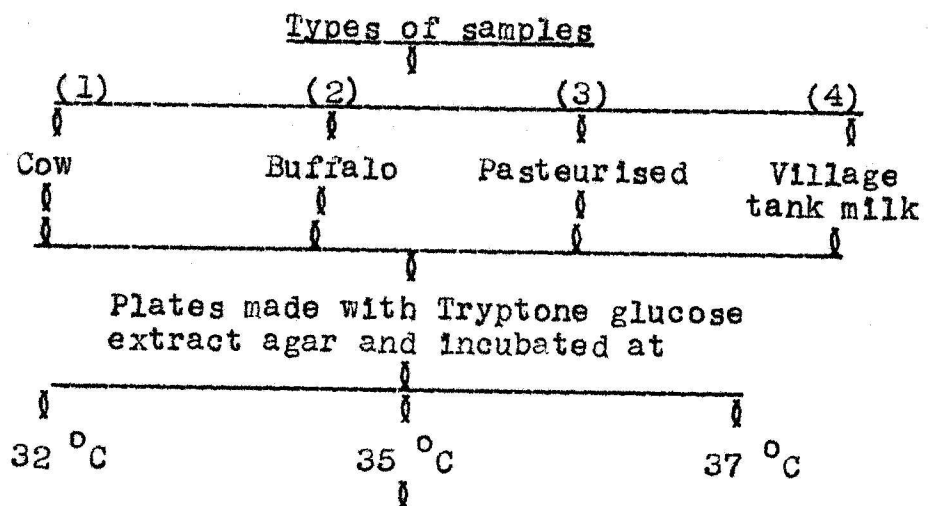 Types of samples
(1) (2) (3) (4)
Cow Buffalo Pasteurised Village
tank milk
Plates made with Tryptone glucose
extract agar and incubated at
32 °C 35 °C 37 °C